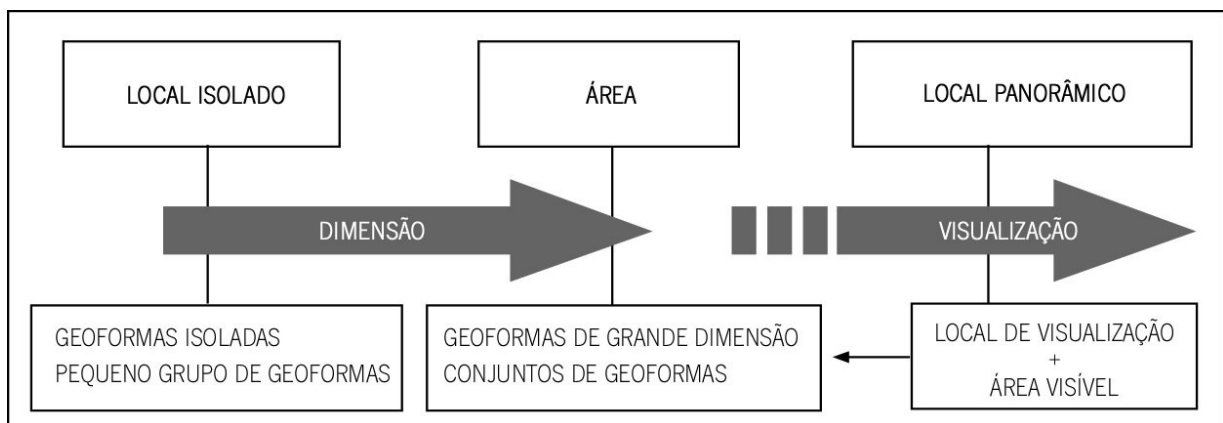 LOCAL ISOLADO
ÁREA
LOCAL PANORÂMICO
DIMENSÃO
VISUALIZAÇÃO
GEOFORMAS ISOLADAS
PEQUENO GRUPO DE GEOFORMAS
GEOFORMAS DE GRANDE DIMENSÃO
CONJUNTOS DE GEOFORMAS
LOCAL DE VISUALIZAÇÃO
+
ÁREA VISÍVEL